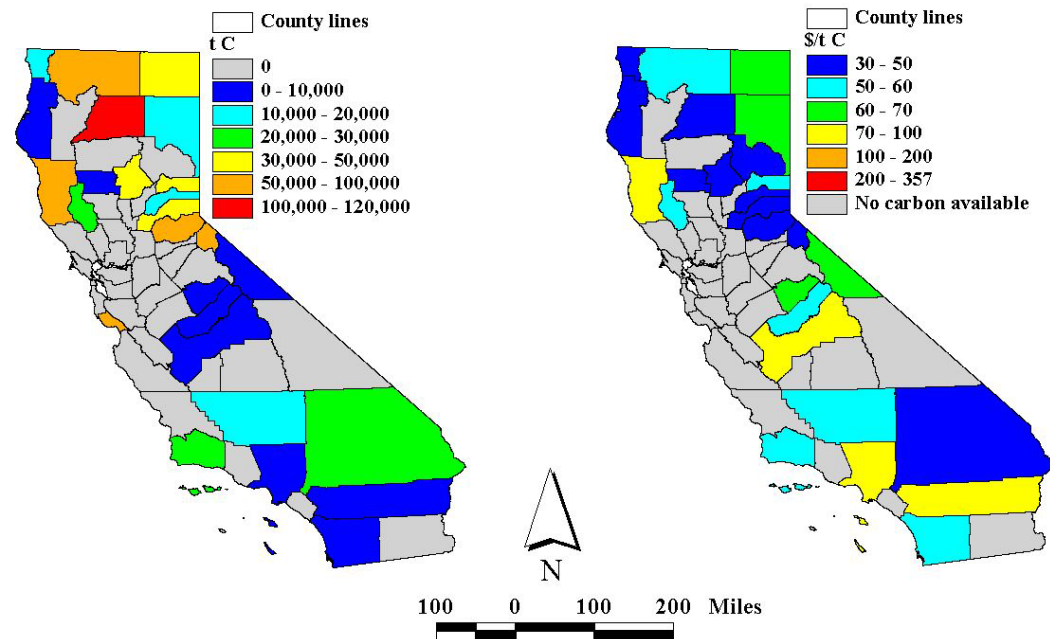 County lines
t C
0
0 - 10,000
10,000 - 20,000
20,000 - 30,000
30,000 - 50,000
50,000 - 100,000
100,000 - 120,000
County lines
$/t C
30 - 50
50 - 60
60 - 70
70 - 100
100 - 200
200 - 357
No carbon available
N
100 0 100 200 Miles